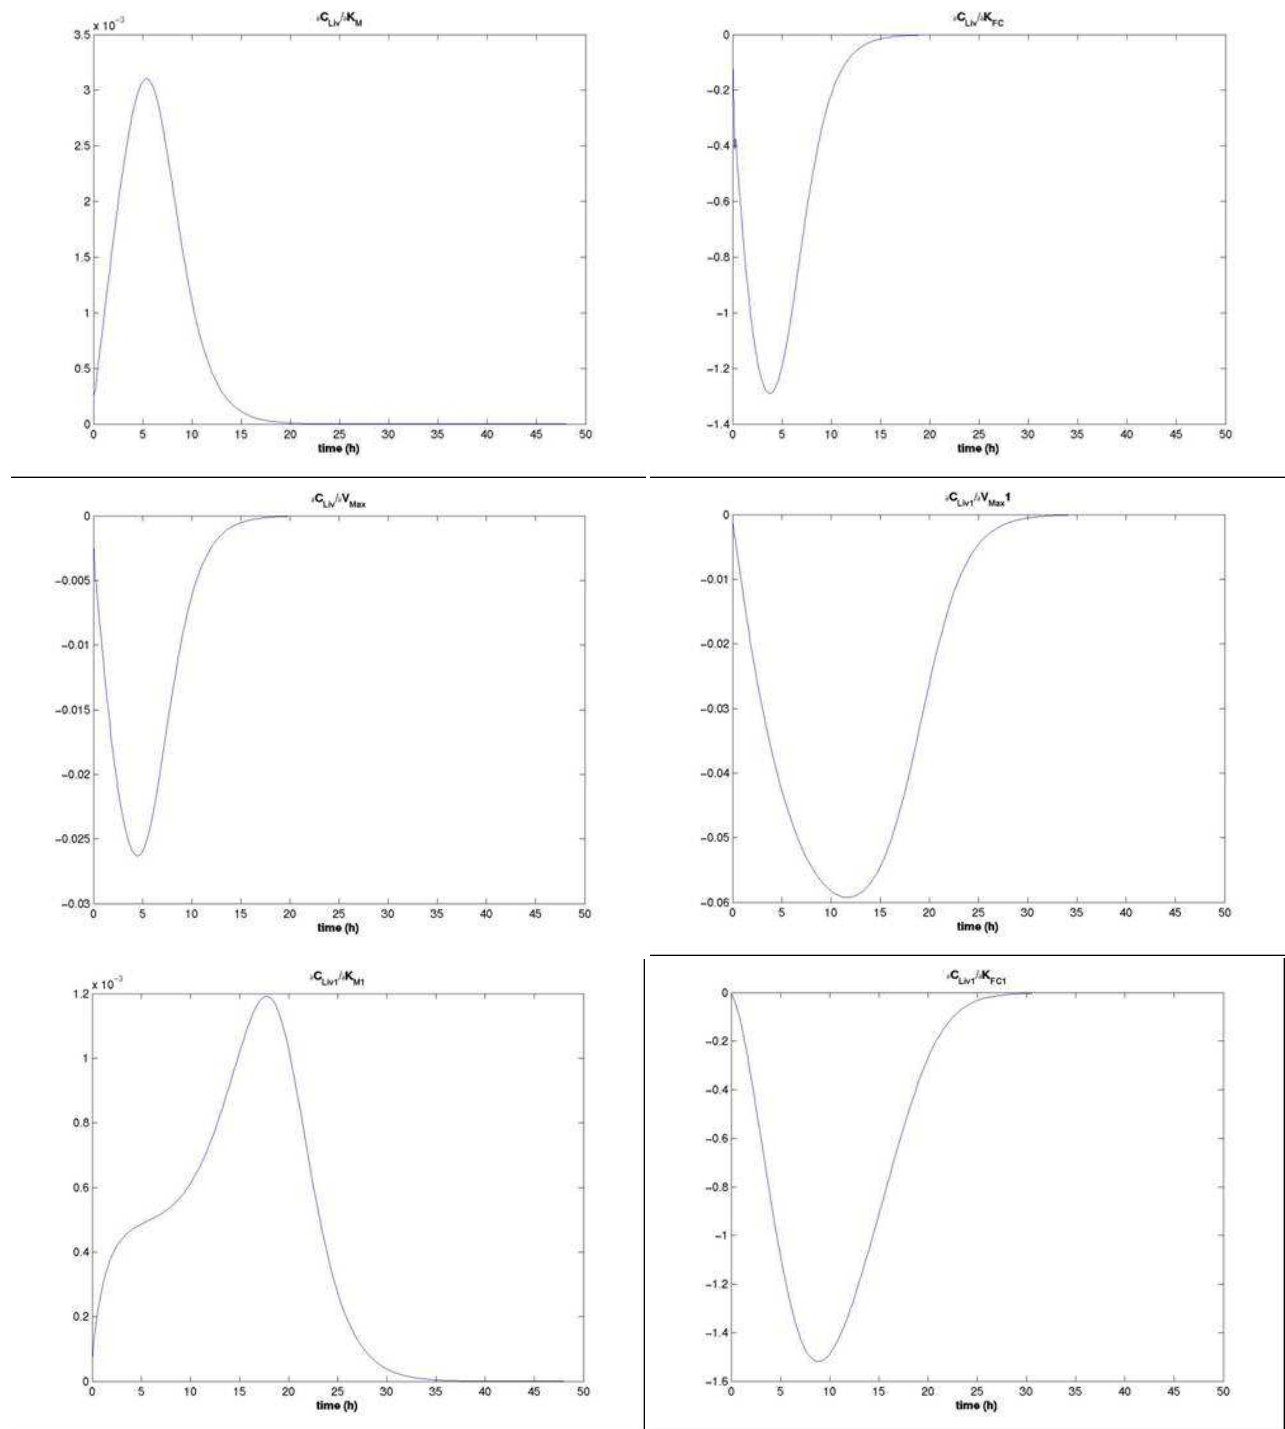 ∂C_Liv/∂K_M
x 10⁻³
3.5
3
2.5
2
1.5
1
0.5
0
0 5 10 15 20 25 30 35 40 45 50
time (h)
∂C_Liv/∂K_FC
0
−0.2
−0.4
−0.6
−0.8
−1
−1.2
−1.4
0 5 10 15 20 25 30 35 40 45 50
time (h)
∂C_Liv/∂V_Max
0
−0.005
−0.01
−0.015
−0.02
−0.025
−0.03
0 5 10 15 20 25 30 35 40 45 50
time (h)
∂C_Liv1/∂V_Max1
0
−0.01
−0.02
−0.03
−0.04
−0.05
−0.06
0 5 10 15 20 25 30 35 40 45 50
time (h)
∂C_Liv1/∂K_M1
x 10⁻³
1.2
1
0.8
0.6
0.4
0.2
0
0 5 10 15 20 25 30 35 40 45 50
time (h)
∂C_Liv1/∂K_FC1
0
−0.2
−0.4
−0.6
−0.8
−1
−1.2
−1.4
−1.6
0 5 10 15 20 25 30 35 40 45 50
time (h)